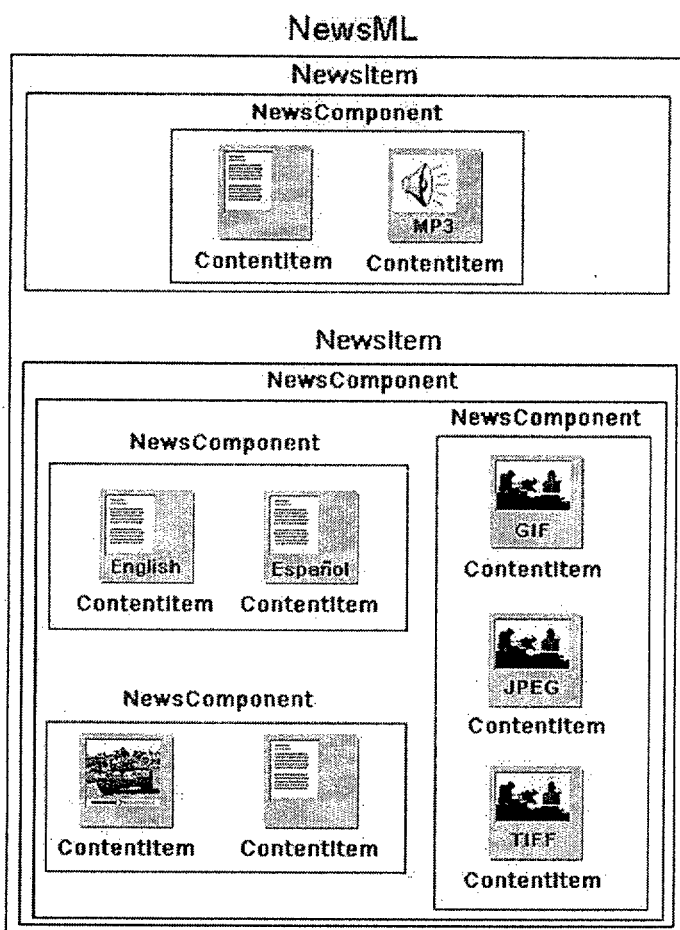 NewsML
NewsItem
NewsComponent
MP3
ContentItem ContentItem
NewsItem
NewsComponent
NewsComponent
English Español
ContentItem ContentItem
NewsComponent
ContentItem ContentItem
NewsComponent
GIF
ContentItem
JPEG
ContentItem
TIFF
ContentItem